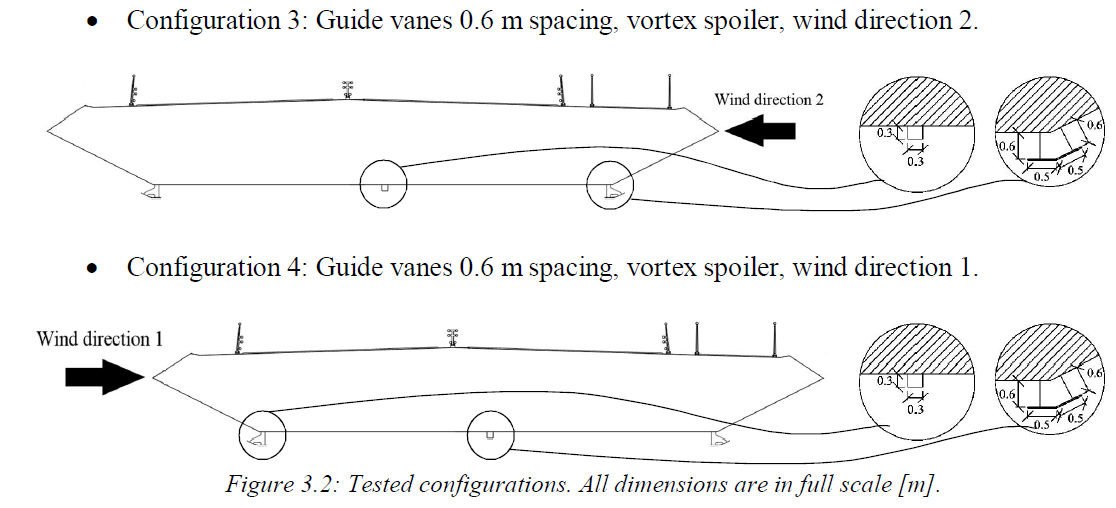 • Configuration 3: Guide vanes 0.6 m spacing, vortex spoiler, wind direction 2.
Wind direction 2
0.3
0.3
0.6
0.6
0.5
0.5
• Configuration 4: Guide vanes 0.6 m spacing, vortex spoiler, wind direction 1.
Wind direction 1
0.3
0.3
0.6
0.6
0.5
0.5
Figure 3.2: Tested configurations. All dimensions are in full scale [m].